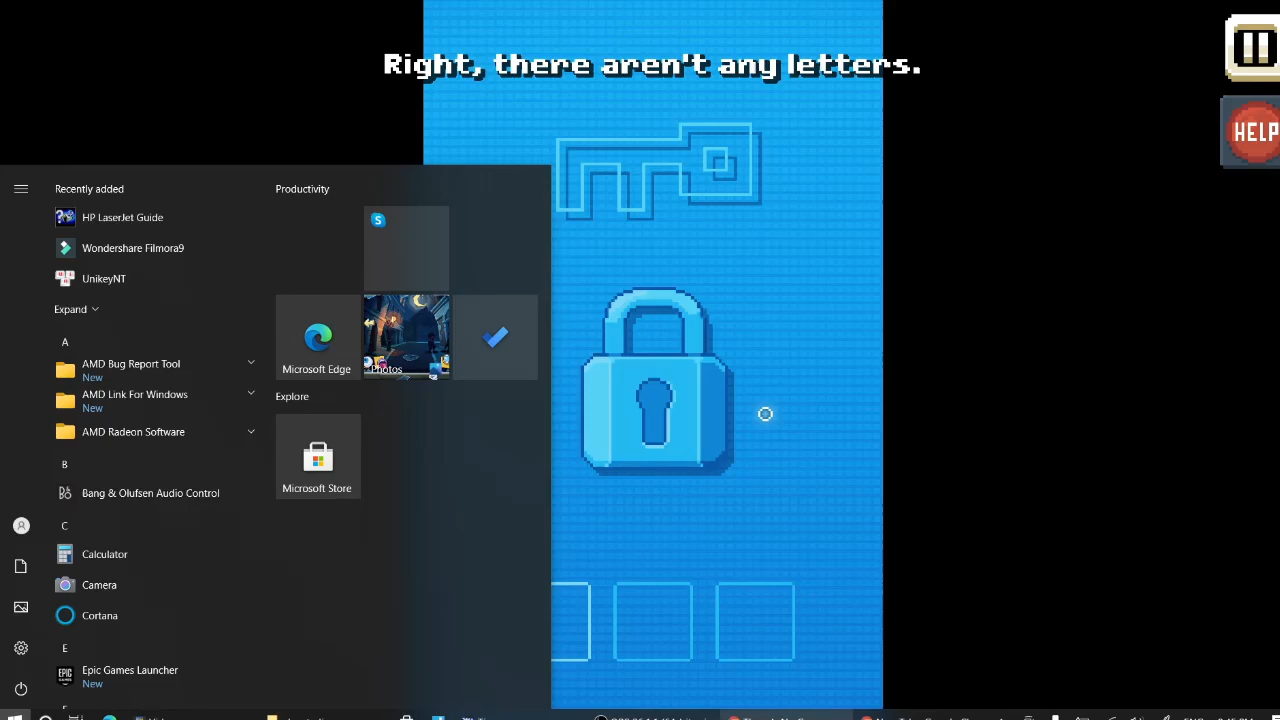 Right, there aren't any letters.
HELP
Recently added
HP LaserJet Guide
Wondershare Filmora9
UnikeyNT
Expand
A
AMD Bug Report Tool
New
AMD Link For Windows
New
AMD Radeon Software
B
Bang & Olufsen Audio Control
C
Calculator
Camera
Cortana
E
Epic Games Launcher
New
Productivity
S
Microsoft Edge
Photos
Explore
Microsoft Store